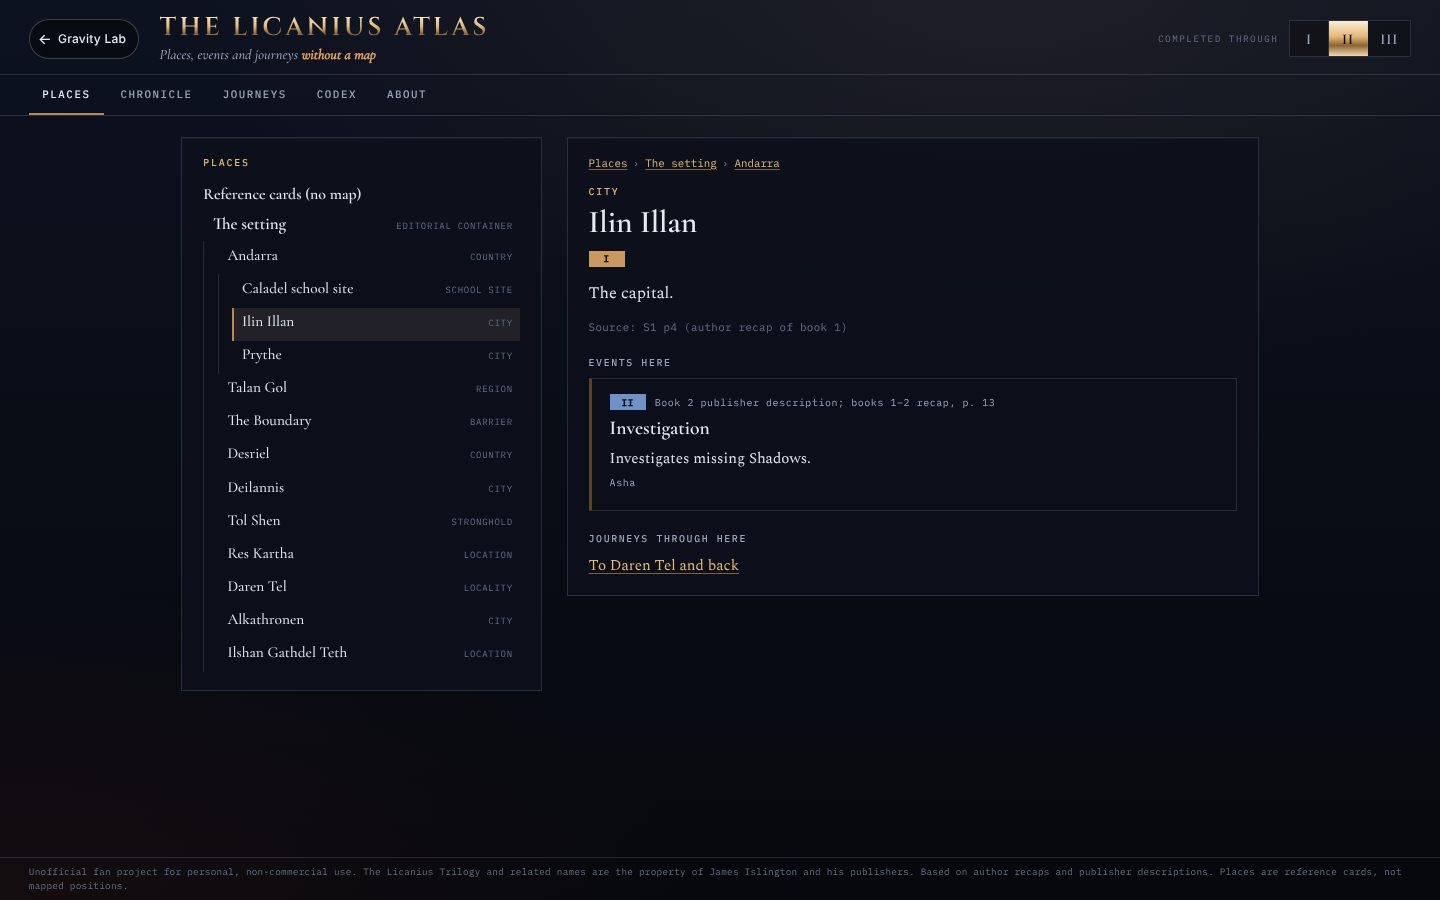 ← Gravity Lab
THE LICANIUS ATLAS
Places, events and journeys without a map
COMPLETED THROUGH
I
II
III
PLACES
CHRONICLE
JOURNEYS
CODEX
ABOUT
PLACES
Reference cards (no map)
The setting EDITORIAL CONTAINER
Andarra COUNTRY
Caladel school site SCHOOL SITE
Ilin Illan CITY
Prythe CITY
Talan Gol REGION
The Boundary BARRIER
Desriel COUNTRY
Deilannis CITY
Tol Shen STRONGHOLD
Res Kartha LOCATION
Daren Tel LOCALITY
Alkathronen CITY
Ilshan Gathdel Teth LOCATION
Places › The setting › Andarra
CITY
Ilin Illan
I
The capital.
Source: S1 p4 (author recap of book 1)
EVENTS HERE
II Book 2 publisher description; books 1–2 recap, p. 13
Investigation
Investigates missing Shadows.
Asha
JOURNEYS THROUGH HERE
To Daren Tel and back
Unofficial fan project for personal, non-commercial use. The Licanius Trilogy and related names are the property of James Islington and his publishers. Based on author recaps and publisher descriptions. Places are reference cards, not
mapped positions.